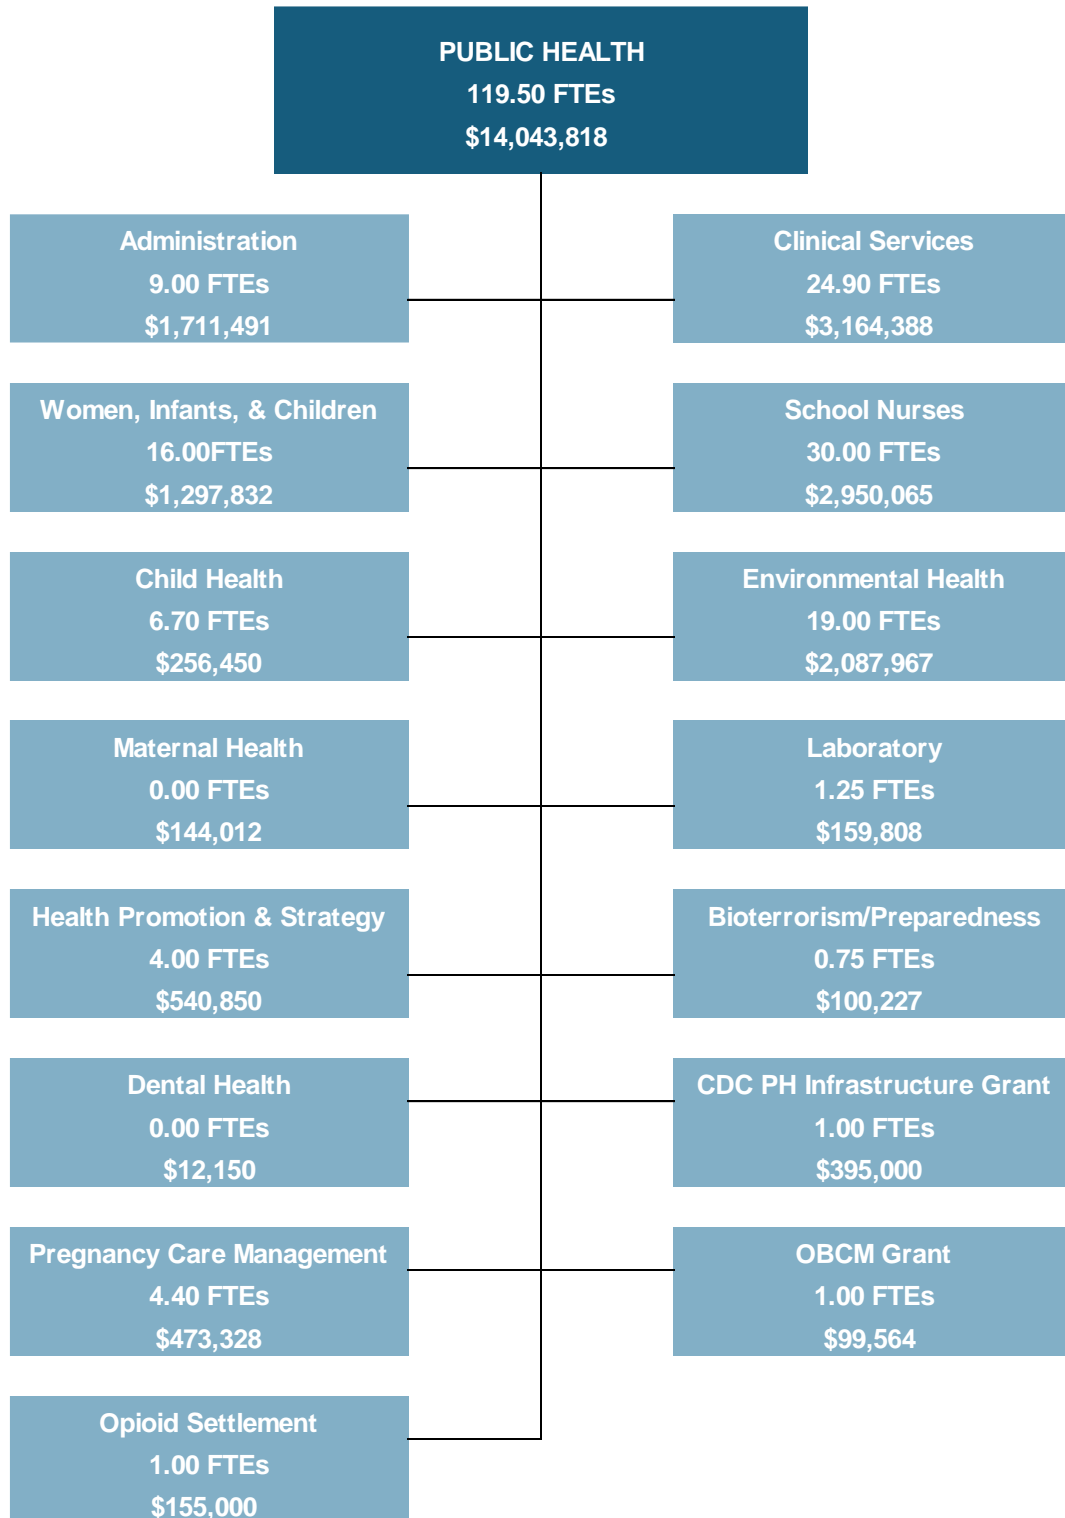 PUBLIC HEALTH
119.50 FTEs
$14,043,818
Administration
9.00 FTEs
$1,711,491
Clinical Services
24.90 FTEs
$3,164,388
Women, Infants, & Children
16.00FTEs
$1,297,832
School Nurses
30.00 FTEs
$2,950,065
Child Health
6.70 FTEs
$256,450
Environmental Health
19.00 FTEs
$2,087,967
Maternal Health
0.00 FTEs
$144,012
Laboratory
1.25 FTEs
$159,808
Health Promotion & Strategy
4.00 FTEs
$540,850
Bioterrorism/Preparedness
0.75 FTEs
$100,227
Dental Health
0.00 FTEs
$12,150
CDC PH Infrastructure Grant
1.00 FTEs
$395,000
Pregnancy Care Management
4.40 FTEs
$473,328
OBCM Grant
1.00 FTEs
$99,564
Opioid Settlement
1.00 FTEs
$155,000